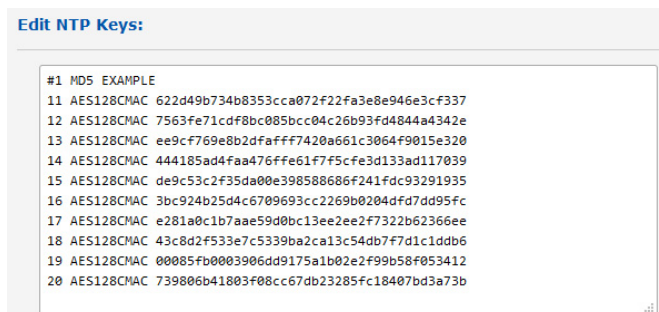 Edit NTP Keys:
#1 MD5 EXAMPLE
11 AES128CMAC 622d49b734b8353cca072f22fa3e8e946e3cf337
12 AES128CMAC 7563fe71cdf8bc085bcc04c26b93fd4844a4342e
13 AES128CMAC ee9cf769e8b2dfafff7420a661c3064f9015e320
14 AES128CMAC 444185ad4faa476ffe61f7f5cfe3d133ad117039
15 AES128CMAC de9c53c2f35da00e398588686f241fdc93291935
16 AES128CMAC 3bc924b25d4c6709693cc2269b0204dfd7dd95fc
17 AES128CMAC e281a0c1b7aae59d0bc13ee2ee2f7322b62366ee
18 AES128CMAC 43c8d2f533e7c5339ba2ca13c54db7f7d1c1ddb6
19 AES128CMAC 00085fb0003906dd9175a1b02e2f99b58f053412
20 AES128CMAC 739806b41803f08cc67db23285fc18407bd3a73b